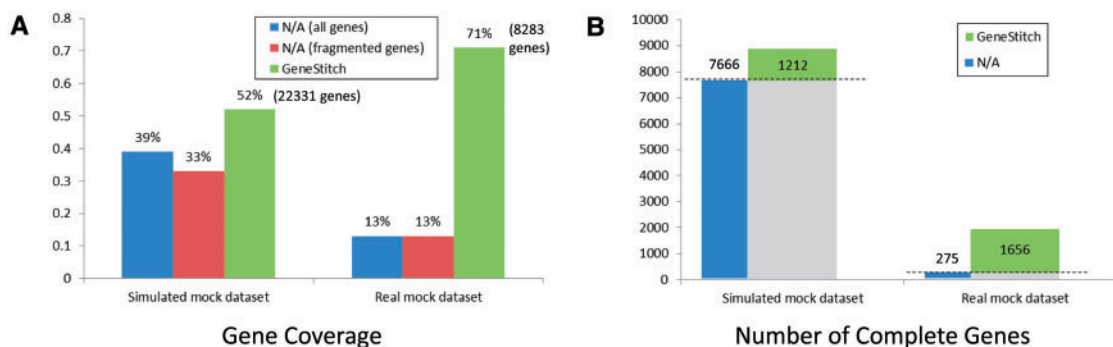 A
0.8
0.7
0.6
0.5
0.4
0.3
0.2
0.1
0
N/A (all genes)
N/A (fragmented genes)
GeneStitch
39%
33%
52%
(22331 genes)
13%
13%
71%
(8283
genes)
Simulated mock dataset
Real mock dataset
Gene Coverage
B
10000
9000
8000
7000
6000
5000
4000
3000
2000
1000
0
GeneStitch
N/A
7666
1212
275
1656
Simulated mock dataset
Real mock dataset
Number of Complete Genes